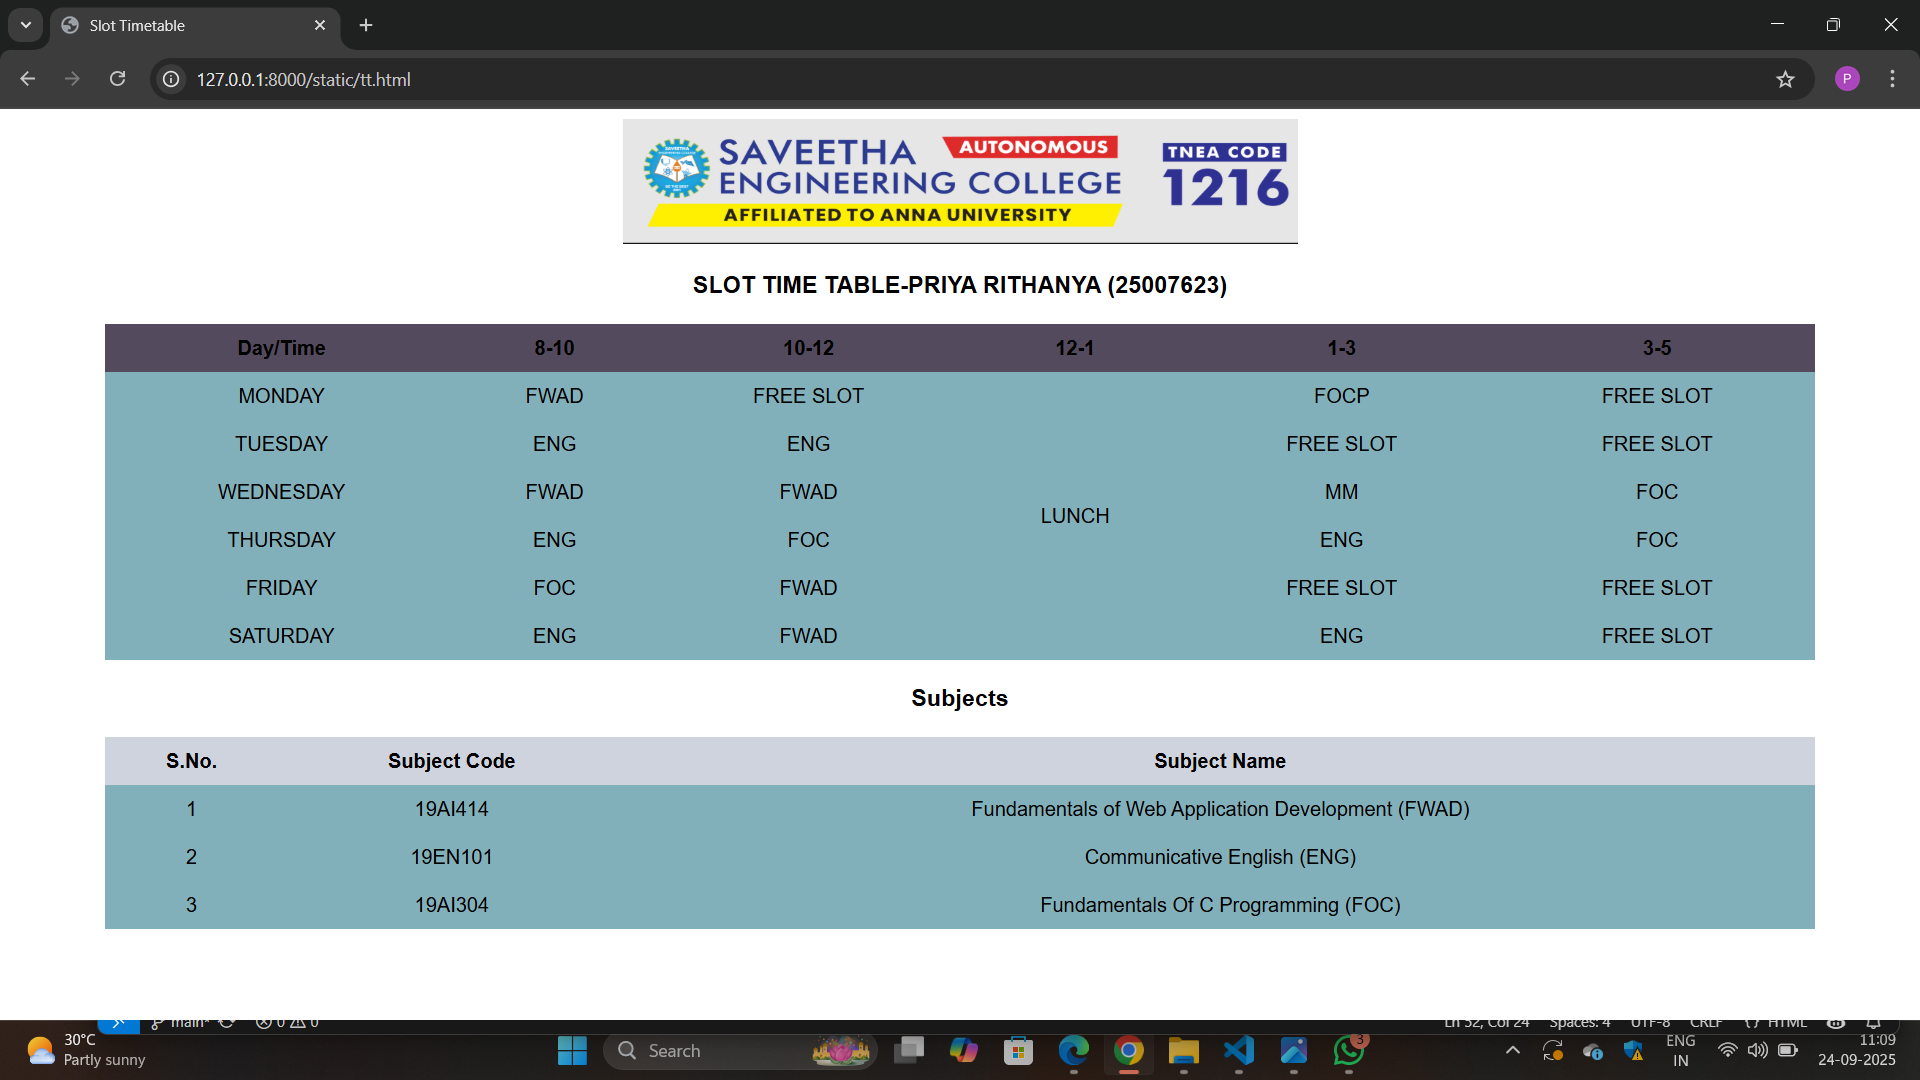 Slot Timetable
127.0.0.1:8000/static/tt.html
P
SAVEETHA AUTONOMOUS TNEA CODE
ENGINEERING COLLEGE 1216
AFFILIATED TO ANNA UNIVERSITY
SLOT TIME TABLE-PRIYA RITHANYA (25007623)
Day/Time 8-10 10-12 12-1 1-3 3-5
MONDAY FWAD FREE SLOT FOCP FREE SLOT
TUESDAY ENG ENG FREE SLOT FREE SLOT
WEDNESDAY FWAD FWAD MM FOC
LUNCH
THURSDAY ENG FOC ENG FOC
FRIDAY FOC FWAD FREE SLOT FREE SLOT
SATURDAY ENG FWAD ENG FREE SLOT
Subjects
S.No. Subject Code Subject Name
1 19AI414 Fundamentals of Web Application Development (FWAD)
2 19EN101 Communicative English (ENG)
3 19AI304 Fundamentals Of C Programming (FOC)
main* 0 0 Ln 52, Col 24 Spaces: 4 UTF-8 CRLF {} HTML
30°C
Partly sunny
Search
3
ENG
IN
11:09
24-09-2025